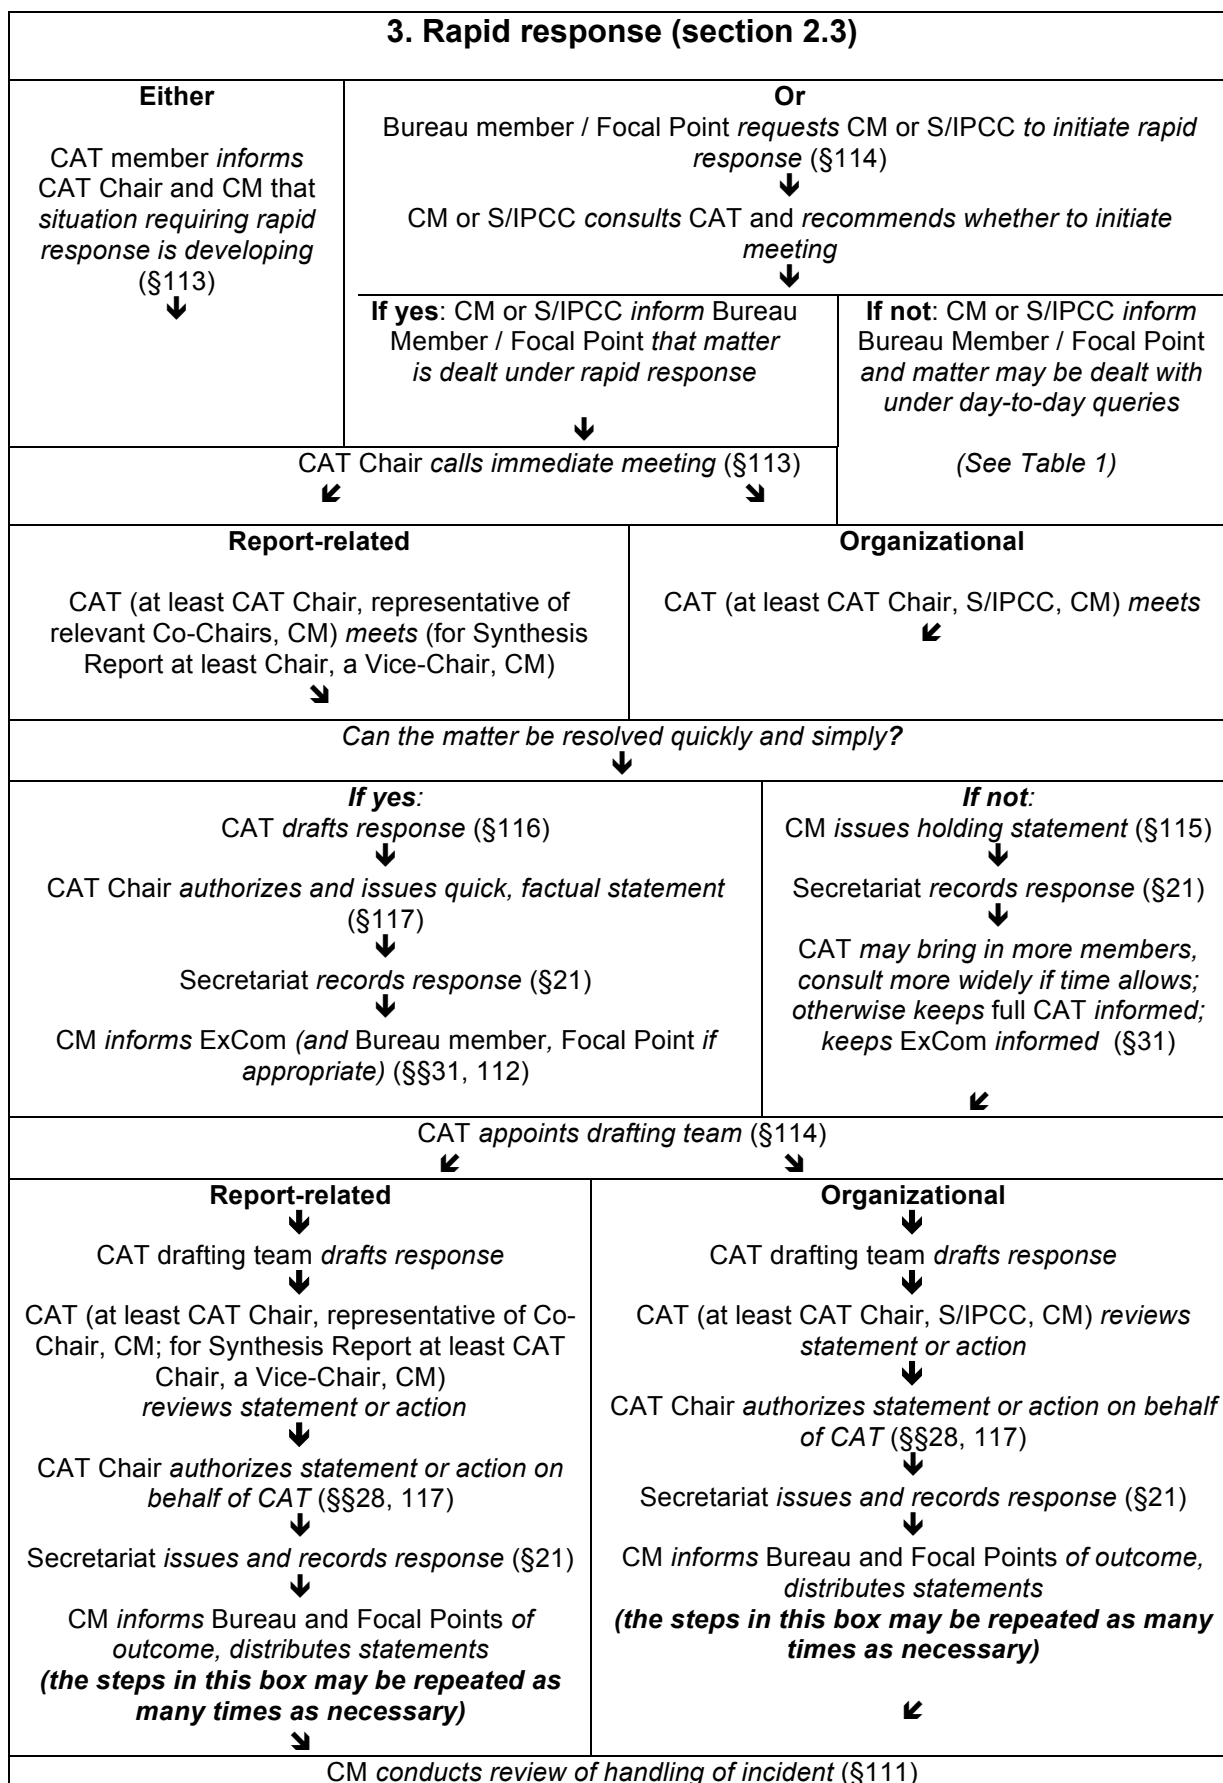 3. Rapid response (section 2.3)
Either
CAT member informs
CAT Chair and CM that
situation requiring rapid
response is developing
(§113)
🡻
Or
Bureau member / Focal Point requests CM or S/IPCC to initiate rapid
response (§114)
🡻
CM or S/IPCC consults CAT and recommends whether to initiate
meeting
🡻
If yes: CM or S/IPCC inform Bureau
Member / Focal Point that matter
is dealt under rapid response
🡻
If not: CM or S/IPCC inform
Bureau Member / Focal Point
and matter may be dealt with
under day-to-day queries
(See Table 1)
CAT Chair calls immediate meeting (§113)
🡿 🡾
Report-related
CAT (at least CAT Chair, representative of
relevant Co-Chairs, CM) meets (for Synthesis
Report at least Chair, a Vice-Chair, CM)
🡾
Organizational
CAT (at least CAT Chair, S/IPCC, CM) meets
🡿
Can the matter be resolved quickly and simply?
🡻
If yes:
CAT drafts response (§116)
🡻
CAT Chair authorizes and issues quick, factual statement
(§117)
🡻
Secretariat records response (§21)
🡻
CM informs ExCom (and Bureau member, Focal Point if
appropriate) (§§31, 112)
If not:
CM issues holding statement (§115)
🡻
Secretariat records response (§21)
🡻
CAT may bring in more members,
consult more widely if time allows;
otherwise keeps full CAT informed;
keeps ExCom informed (§31)
🡿
CAT appoints drafting team (§114)
🡿 🡾
Report-related
🡻
CAT drafting team drafts response
🡻
CAT (at least CAT Chair, representative of Co-
Chair, CM; for Synthesis Report at least CAT
Chair, a Vice-Chair, CM)
reviews statement or action
🡻
CAT Chair authorizes statement or action on
behalf of CAT (§§28, 117)
🡻
Secretariat issues and records response (§21)
🡻
CM informs Bureau and Focal Points of
outcome, distributes statements
(the steps in this box may be repeated as
many times as necessary)
🡾
Organizational
🡻
CAT drafting team drafts response
🡻
CAT (at least CAT Chair, S/IPCC, CM) reviews
statement or action
🡻
CAT Chair authorizes statement or action on behalf
of CAT (§§28, 117)
🡻
Secretariat issues and records response (§21)
🡻
CM informs Bureau and Focal Points of outcome,
distributes statements
(the steps in this box may be repeated as many
times as necessary)
🡿
CM conducts review of handling of incident (§111)